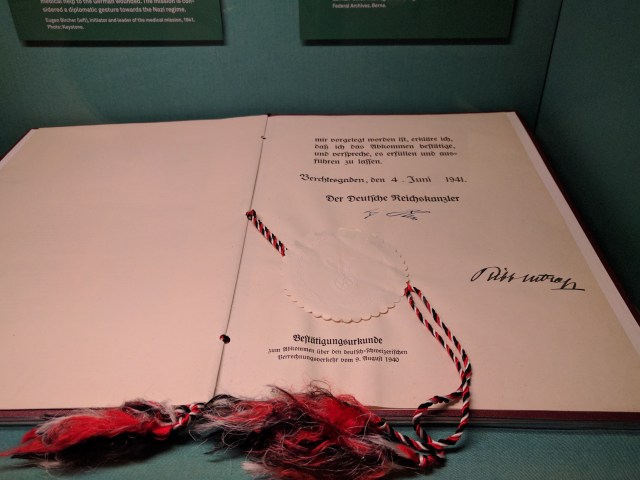 medical help to the German wounded. The mission is con-
sidered a diplomatic gesture towards the Nazi regime.
Eugen Bircher (left), initiator and leader of the medical mission, 1941.
Photo: Keystone.
Federal Archives, Berne.
mir vorgelegt worden ist, erkläre ich,
daß ich das Abkommen bestätige,
und verspreche, es erfüllen und aus-
führen zu lassen.
Berchtesgaden, den 4. Juni 1941.
Der Deutsche Reichskanzler
Ribbentrop
Bestätigungsurkunde
zum Abkommen über den deutsch-schweizerischen
Verrechnungsverkehr vom 9. August 1940